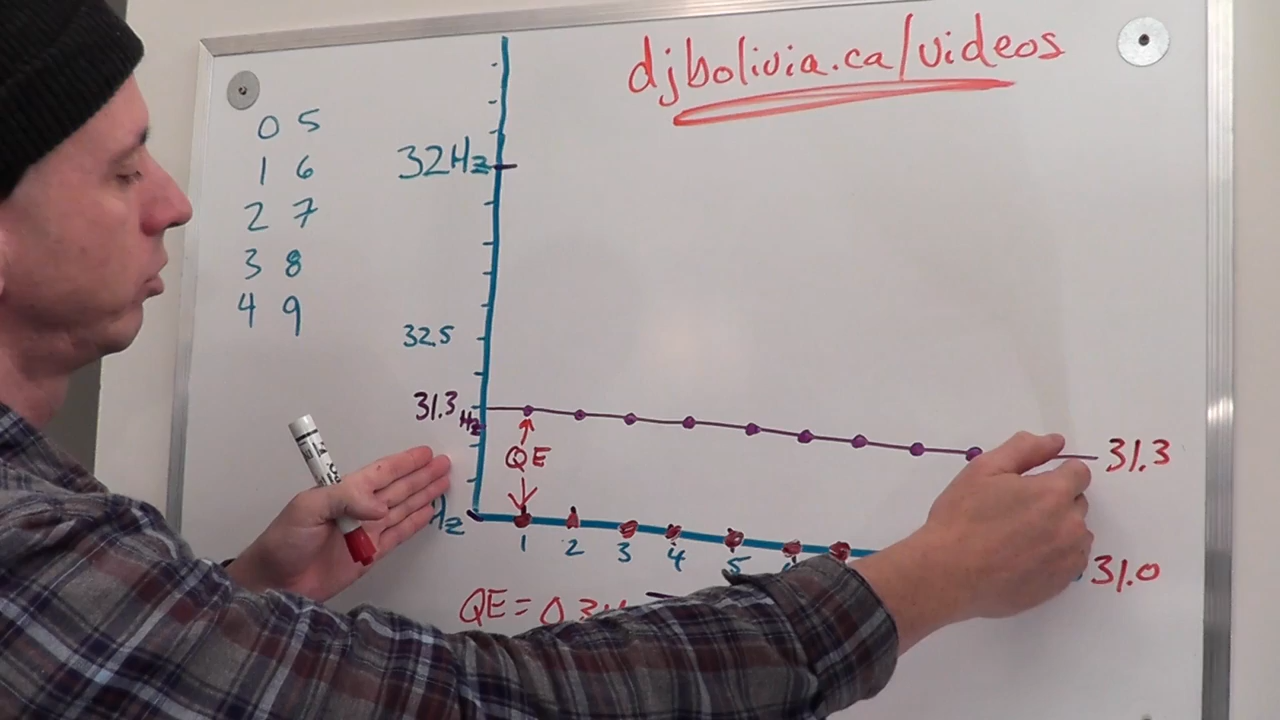 djbolivia.ca/videos
0 5
1 6
2 7
3 8
4 9
32Hz
32.5
31.3 Hz
31.3
QE
Hz
1 2 3 4 5
31.0
QE = 0.3